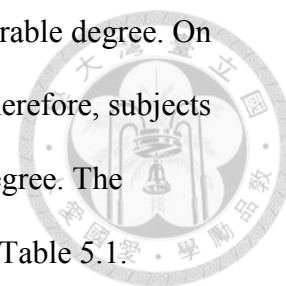 rable degree. On
herefore, subjects
egree. The
Table 5.1.